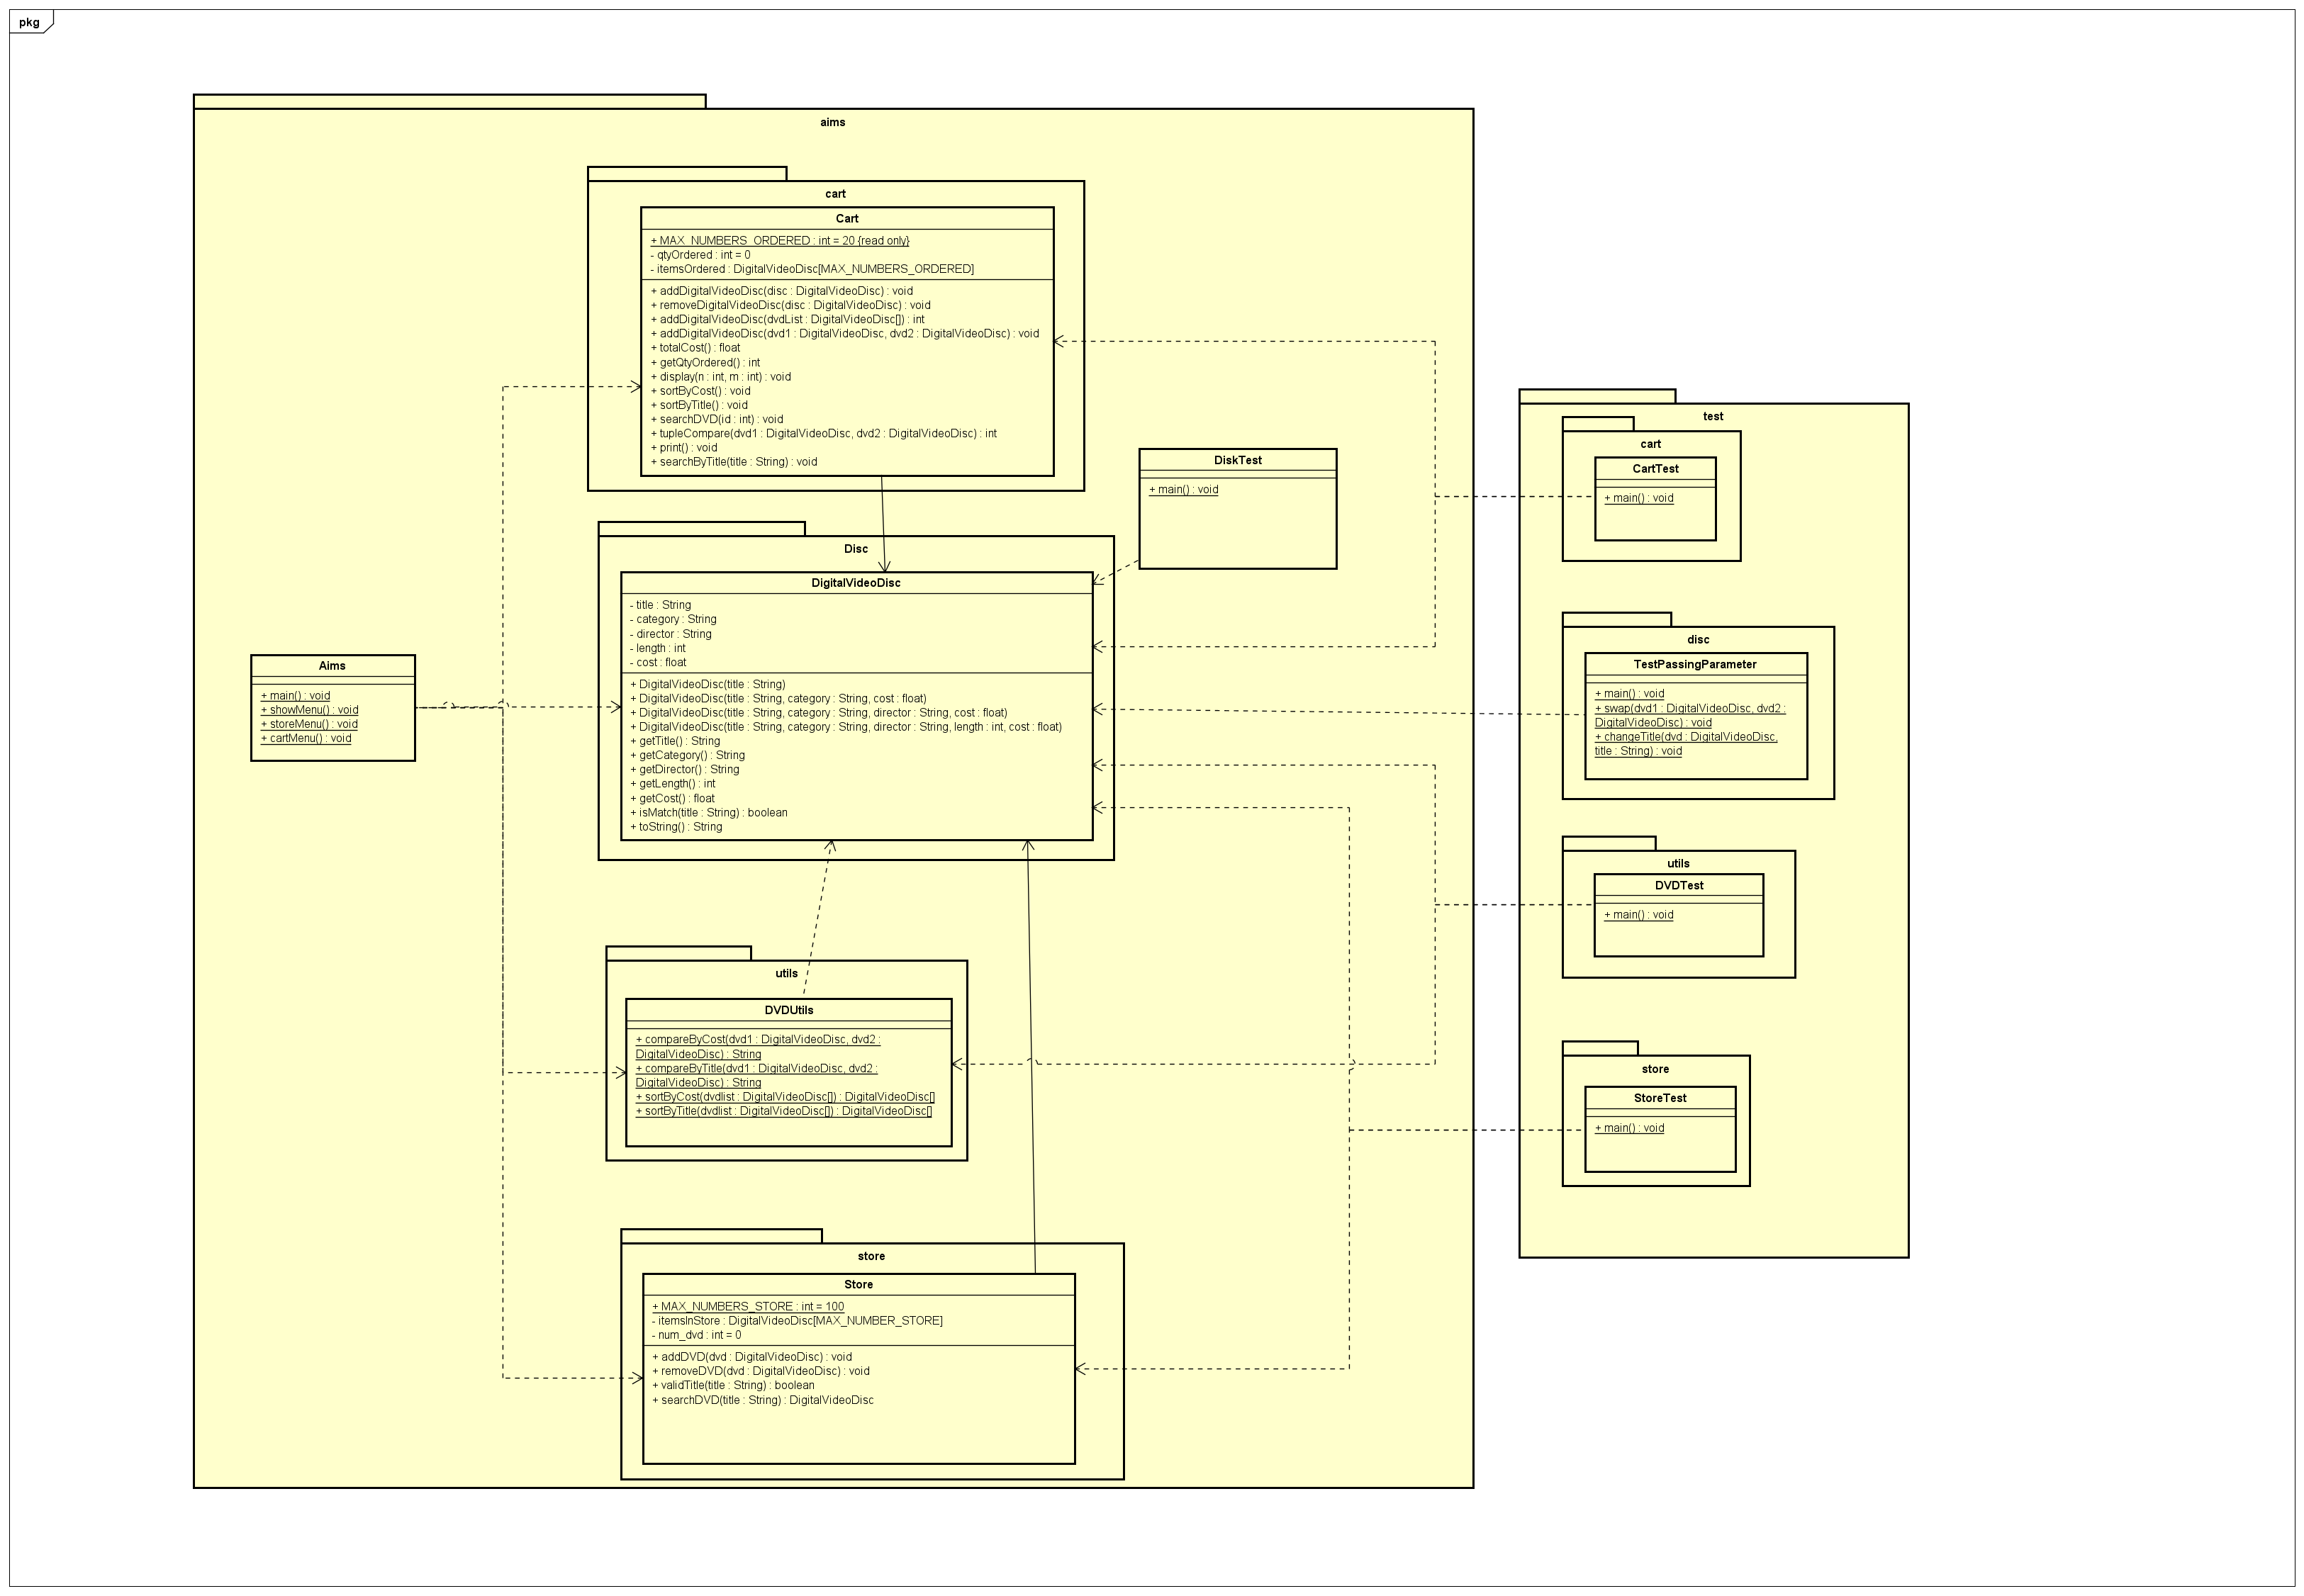 pkg
aims
cart
Cart
+ MAX_NUMBERS_ORDERED : int = 20 {read only}
- qtyOrdered : int = 0
- itemsOrdered : DigitalVideoDisc[MAX_NUMBERS_ORDERED]
+ addDigitalVideoDisc(disc : DigitalVideoDisc) : void
+ removeDigitalVideoDisc(disc : DigitalVideoDisc) : void
+ addDigitalVideoDisc(dvdList : DigitalVideoDisc[]) : int
+ addDigitalVideoDisc(dvd1 : DigitalVideoDisc, dvd2 : DigitalVideoDisc) : void
+ totalCost() : float
+ getQtyOrdered() : int
+ display(n : int, m : int) : void
+ sortByCost() : void
+ sortByTitle() : void
+ searchDVD(id : int) : void
+ tupleCompare(dvd1 : DigitalVideoDisc, dvd2 : DigitalVideoDisc) : int
+ print() : void
+ searchByTitle(title : String) : void
DiskTest
+ main() : void
Disc
DigitalVideoDisc
- title : String
- category : String
- director : String
- length : int
- cost : float
+ DigitalVideoDisc(title : String)
+ DigitalVideoDisc(title : String, category : String, cost : float)
+ DigitalVideoDisc(title : String, category : String, director : String, cost : float)
+ DigitalVideoDisc(title : String, category : String, director : String, length : int, cost : float)
+ getTitle() : String
+ getCategory() : String
+ getDirector() : String
+ getLength() : int
+ getCost() : float
+ isMatch(title : String) : boolean
+ toString() : String
Aims
+ main() : void
+ showMenu() : void
+ storeMenu() : void
+ cartMenu() : void
utils
DVDUtils
+ compareByCost(dvd1 : DigitalVideoDisc, dvd2 :
DigitalVideoDisc) : String
+ compareByTitle(dvd1 : DigitalVideoDisc, dvd2 :
DigitalVideoDisc) : String
+ sortByCost(dvdlist : DigitalVideoDisc[]) : DigitalVideoDisc[]
+ sortByTitle(dvdlist : DigitalVideoDisc[]) : DigitalVideoDisc[]
store
Store
+ MAX_NUMBERS_STORE : int = 100
- itemsInStore : DigitalVideoDisc[MAX_NUMBER_STORE]
- num_dvd : int = 0
+ addDVD(dvd : DigitalVideoDisc) : void
+ removeDVD(dvd : DigitalVideoDisc) : void
+ validTitle(title : String) : boolean
+ searchDVD(title : String) : DigitalVideoDisc
test
cart
CartTest
+ main() : void
disc
TestPassingParameter
+ main() : void
+ swap(dvd1 : DigitalVideoDisc, dvd2 :
DigitalVideoDisc) : void
+ changeTitle(dvd : DigitalVideoDisc,
title : String) : void
utils
DVDTest
+ main() : void
store
StoreTest
+ main() : void